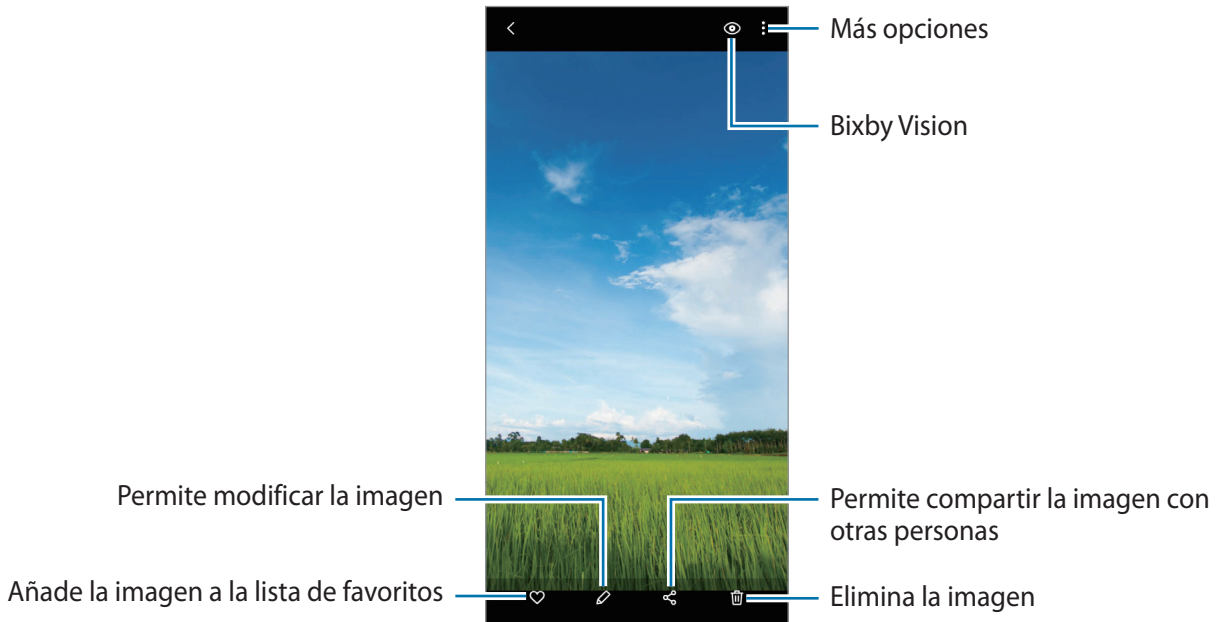 Más opciones
Bixby Vision
Permite modificar la imagen
Permite compartir la imagen con
otras personas
Añade la imagen a la lista de favoritos
Elimina la imagen